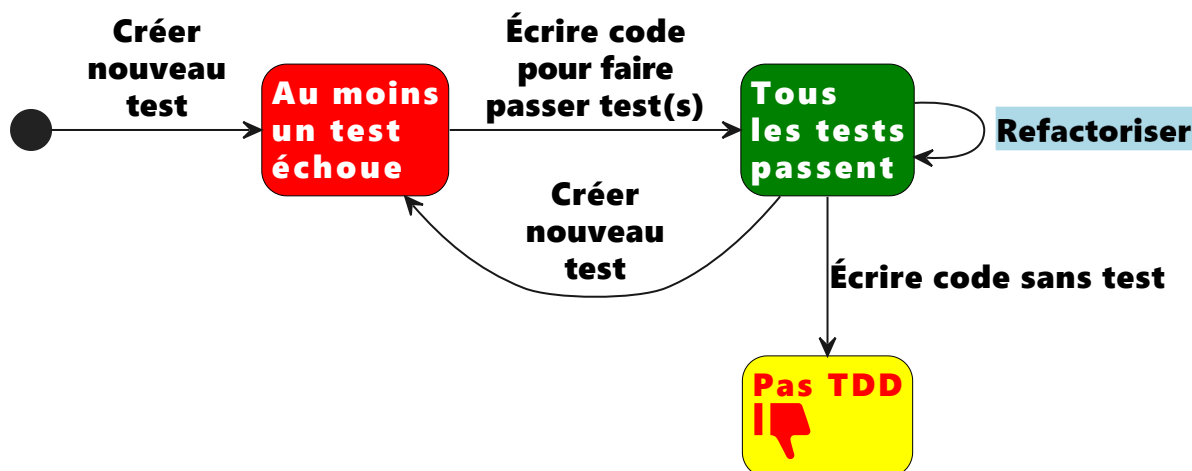 Créer
nouveau
test
Au moins
un test
échoue
Écrire code
pour faire
passer test(s)
Tous
les tests
passent
Refactoriser
Créer
nouveau
test
Écrire code sans test
Pas TDD